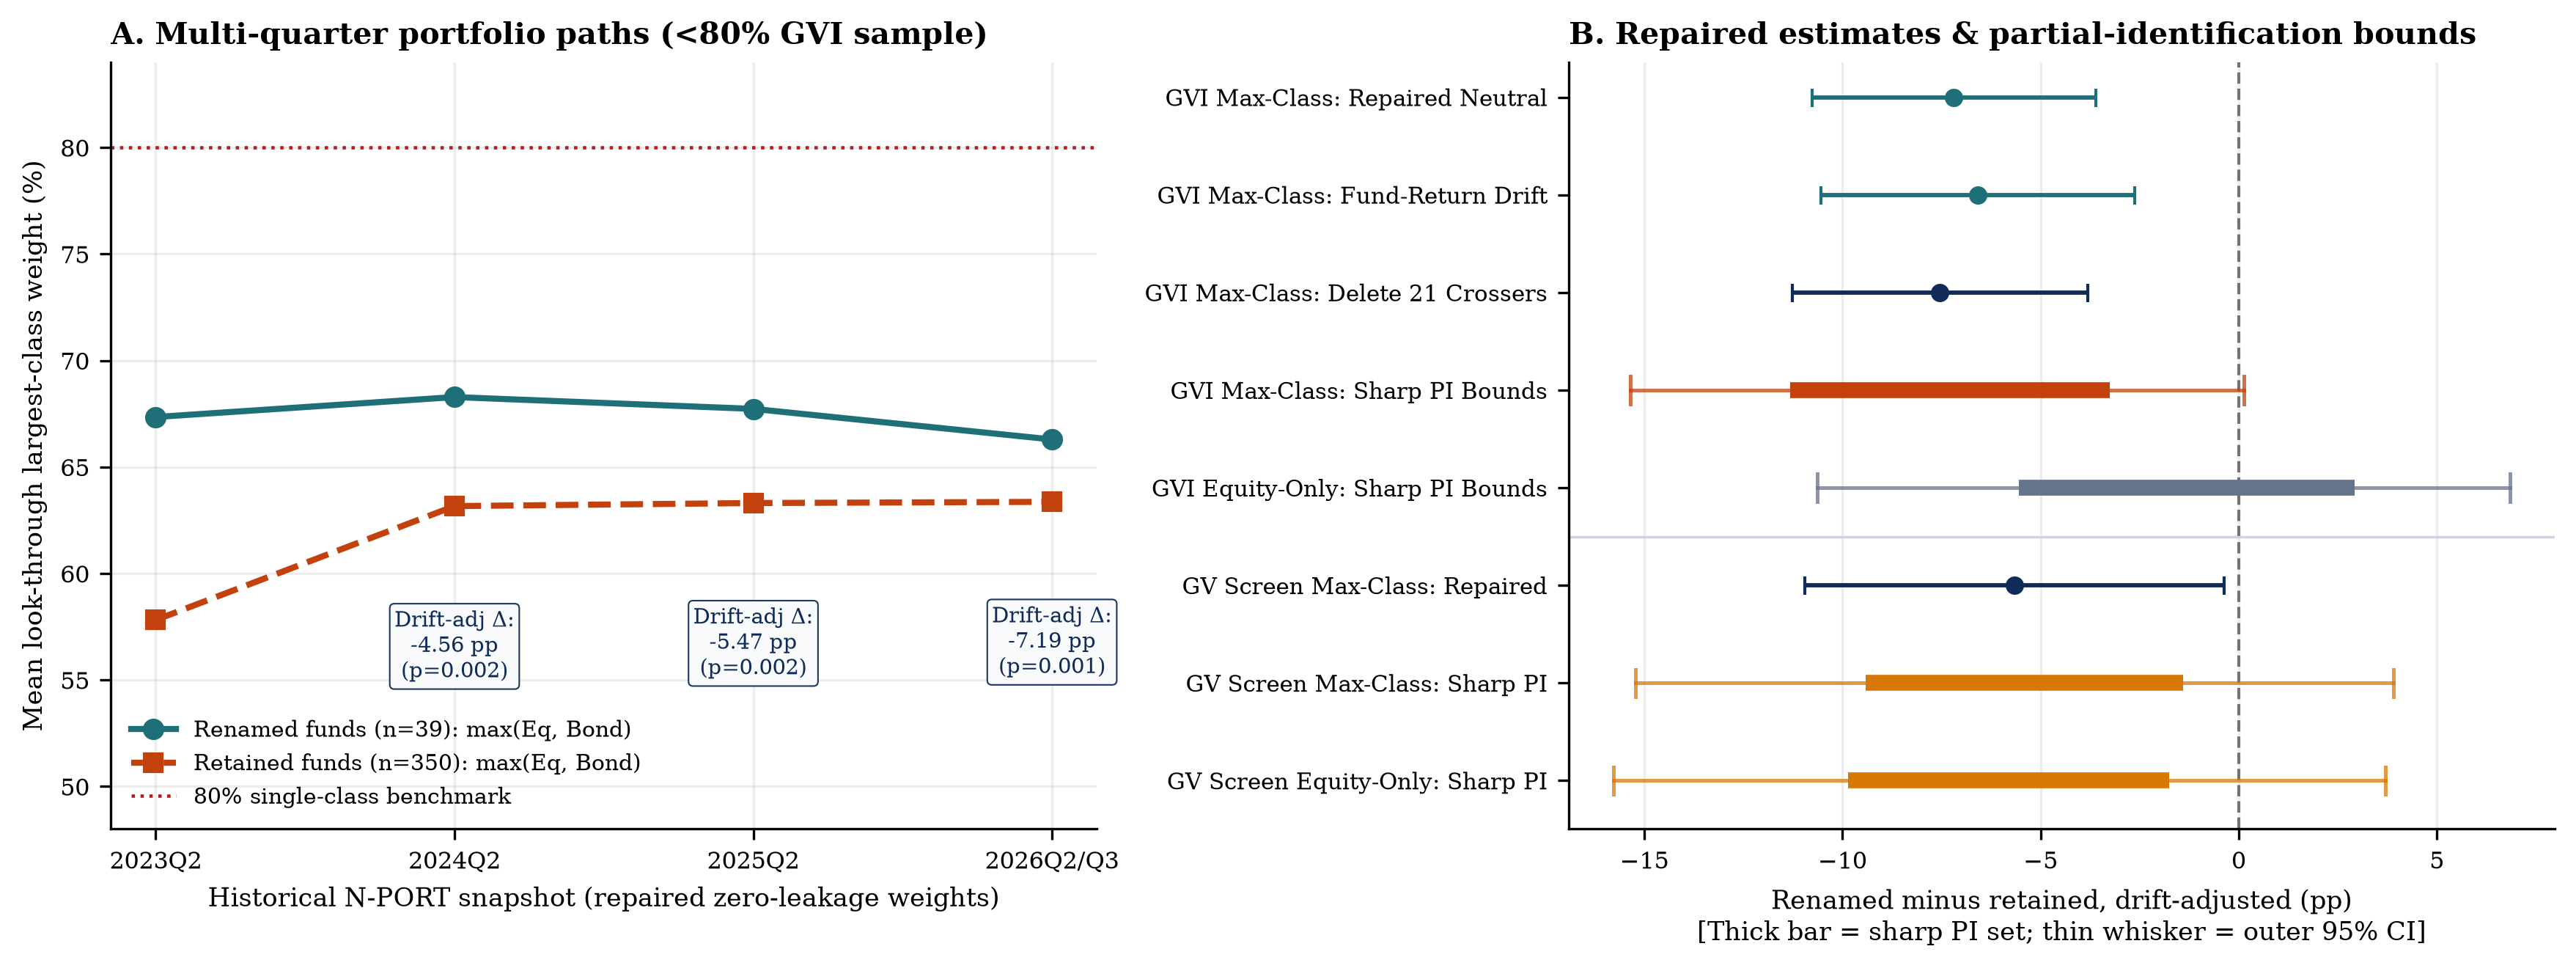 A. Multi-quarter portfolio paths (<80% GVI sample)
Mean look-through largest-class weight (%)
80
75
70
65
60
55
50
Drift-adj Δ:
-4.56 pp
(p=0.002)
Drift-adj Δ:
-5.47 pp
(p=0.002)
Drift-adj Δ:
-7.19 pp
(p=0.001)
Renamed funds (n=39): max(Eq, Bond)
Retained funds (n=350): max(Eq, Bond)
80% single-class benchmark
2023Q2
2024Q2
2025Q2
2026Q2/Q3
Historical N-PORT snapshot (repaired zero-leakage weights)
B. Repaired estimates & partial-identification bounds
GVI Max-Class: Repaired Neutral
GVI Max-Class: Fund-Return Drift
GVI Max-Class: Delete 21 Crossers
GVI Max-Class: Sharp PI Bounds
GVI Equity-Only: Sharp PI Bounds
GV Screen Max-Class: Repaired
GV Screen Max-Class: Sharp PI
GV Screen Equity-Only: Sharp PI
−15
−10
−5
0
5
Renamed minus retained, drift-adjusted (pp)
[Thick bar = sharp PI set; thin whisker = outer 95% CI]